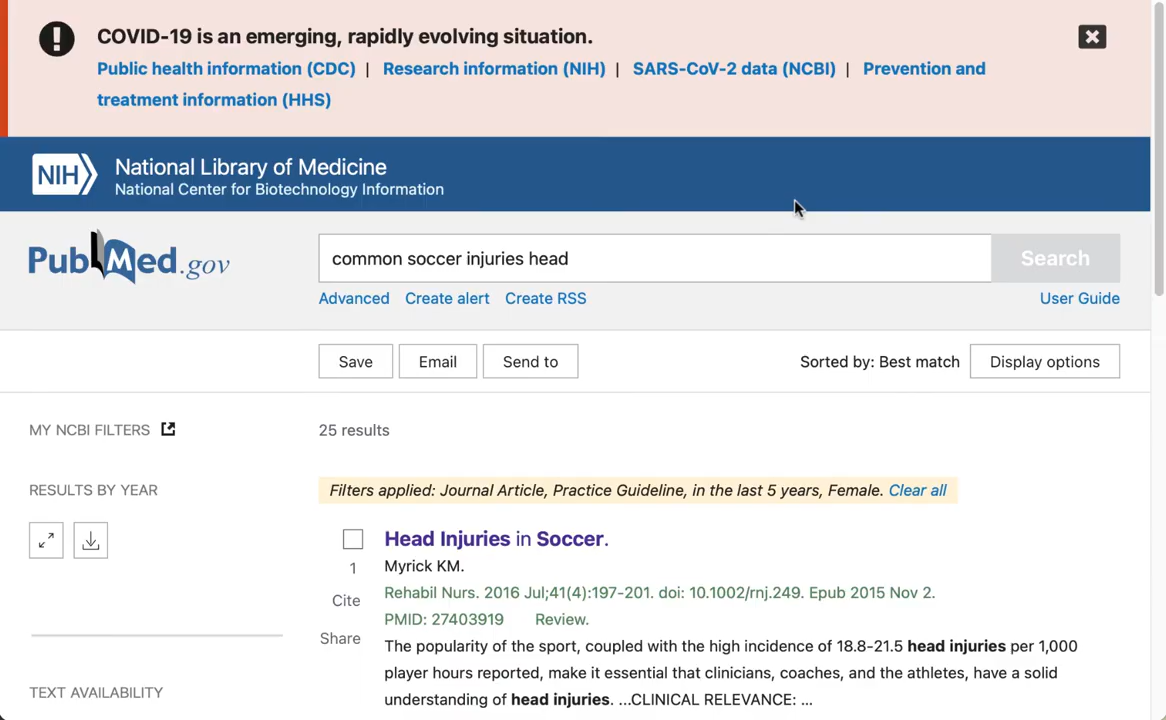 COVID-19 is an emerging, rapidly evolving situation.
Public health information (CDC) | Research information (NIH) | SARS-CoV-2 data (NCBI) | Prevention and
treatment information (HHS)
NIH National Library of Medicine
National Center for Biotechnology Information
PubMed.gov
common soccer injuries head
Search
Advanced Create alert Create RSS
User Guide
Save Email Send to
Sorted by: Best match Display options
MY NCBI FILTERS
25 results
RESULTS BY YEAR
Filters applied: Journal Article, Practice Guideline, in the last 5 years, Female. Clear all
Head Injuries in Soccer.
1
Myrick KM.
Cite
Rehabil Nurs. 2016 Jul;41(4):197-201. doi: 10.1002/rnj.249. Epub 2015 Nov 2.
PMID: 27403919 Review.
Share
The popularity of the sport, coupled with the high incidence of 18.8-21.5 head injuries per 1,000
player hours reported, make it essential that clinicians, coaches, and the athletes, have a solid
understanding of head injuries. ...CLINICAL RELEVANCE: ...
TEXT AVAILABILITY